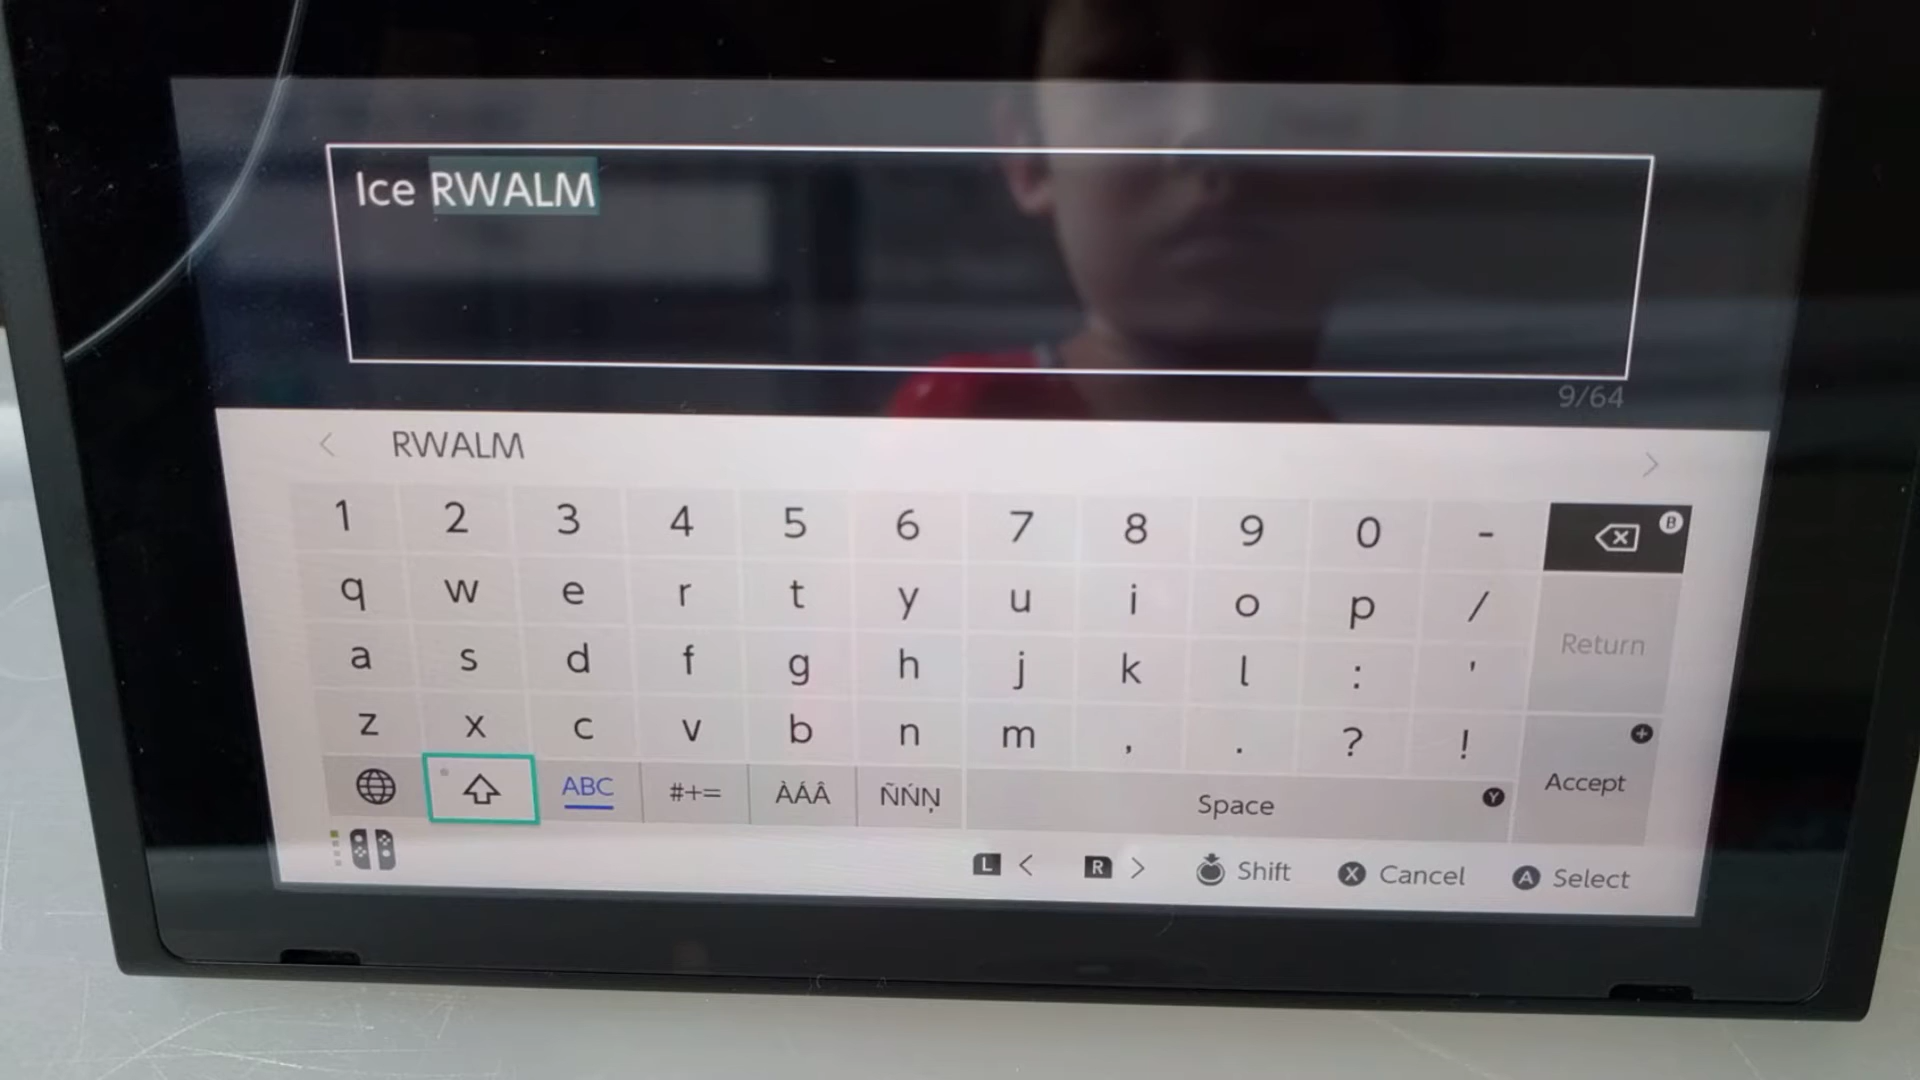 Ice RWALM
9/64
< RWALM >
1 2 3 4 5 6 7 8 9 0 - B
q w e r t y u i o p /
Return
a s d f g h j k l : '
z x c v b n m , . ? ! +
Accept
ABC #+= ÀÁÂ ÑŃŅ Space Y
L < R > Shift X Cancel A Select